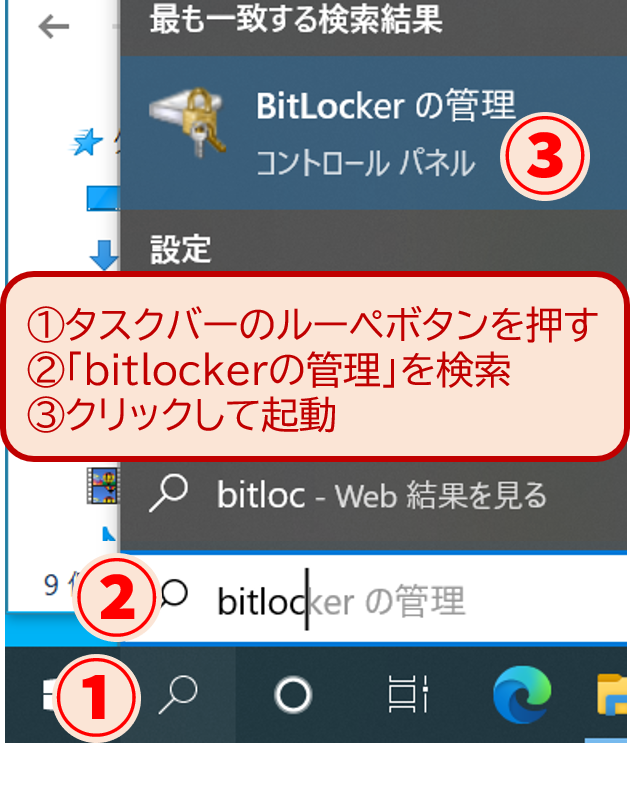 最も一致する検索結果
BitLocker の管理
コントロール パネル
3
設定
①タスクバーのルーペボタンを押す
②「bitlockerの管理」を検索
③クリックして起動
bitloc - Web 結果を見る
9
2
bitlocker の管理
1